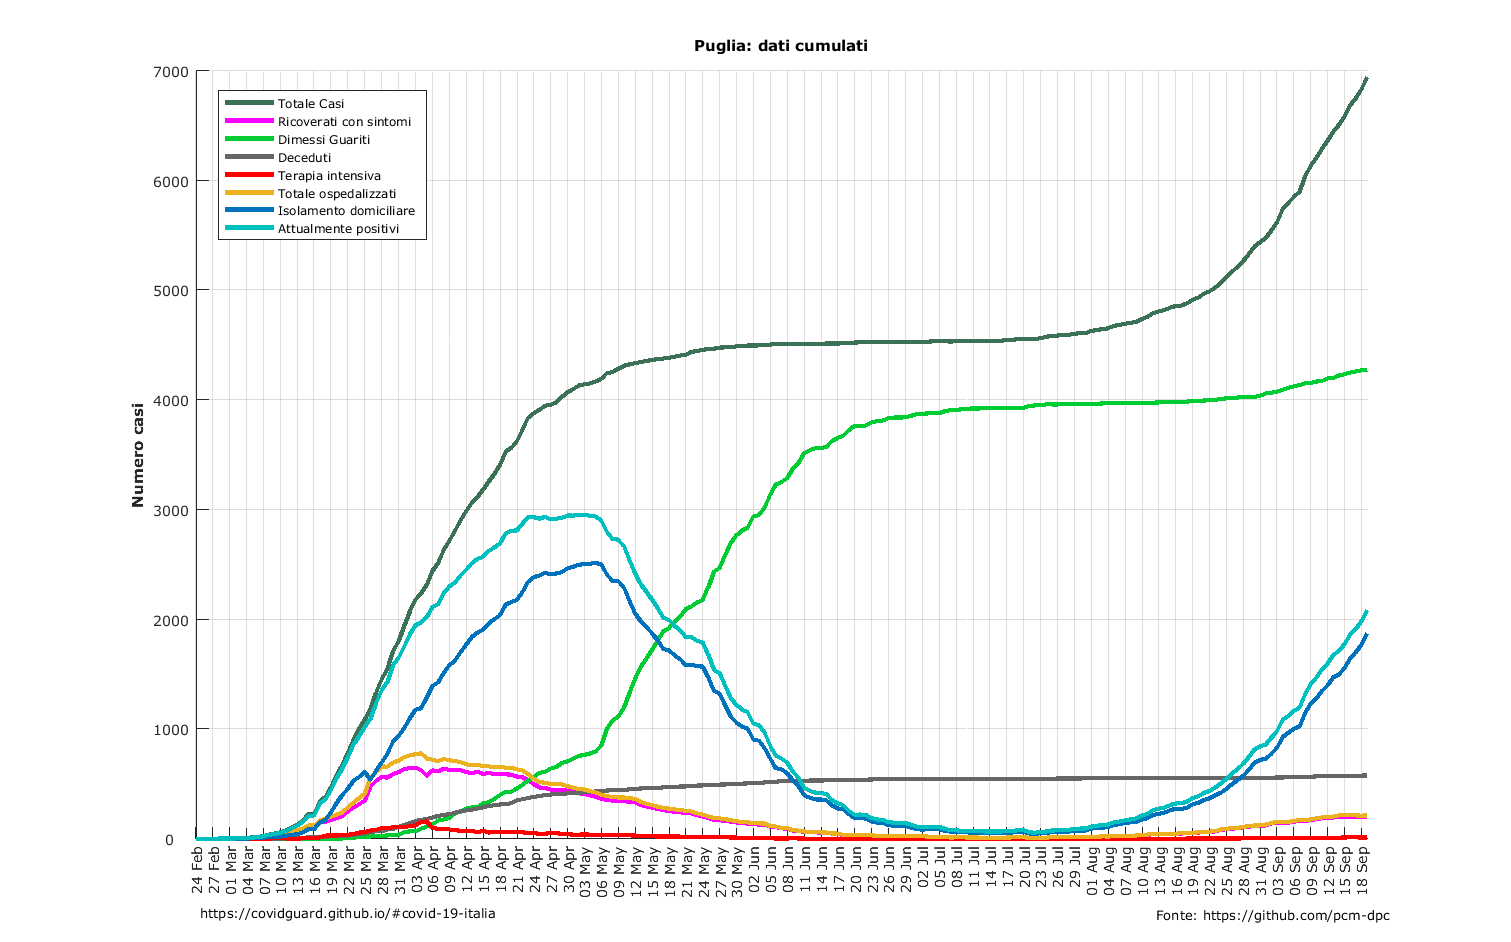 Puglia: dati cumulati
Numero casi
7000
6000
5000
4000
3000
2000
1000
0
Totale Casi
Ricoverati con sintomi
Dimessi Guariti
Deceduti
Terapia intensiva
Totale ospedalizzati
Isolamento domiciliare
Attualmente positivi
24 Feb
27 Feb
01 Mar
04 Mar
07 Mar
10 Mar
13 Mar
16 Mar
19 Mar
22 Mar
25 Mar
28 Mar
31 Mar
03 Apr
06 Apr
09 Apr
12 Apr
15 Apr
18 Apr
21 Apr
24 Apr
27 Apr
30 Apr
03 May
06 May
09 May
12 May
15 May
18 May
21 May
24 May
27 May
30 May
02 Jun
05 Jun
08 Jun
11 Jun
14 Jun
17 Jun
20 Jun
23 Jun
26 Jun
29 Jun
02 Jul
05 Jul
08 Jul
11 Jul
14 Jul
17 Jul
20 Jul
23 Jul
26 Jul
29 Jul
01 Aug
04 Aug
07 Aug
10 Aug
13 Aug
16 Aug
19 Aug
22 Aug
25 Aug
28 Aug
31 Aug
03 Sep
06 Sep
09 Sep
12 Sep
15 Sep
18 Sep
https://covidguard.github.io/#covid-19-italia
Fonte: https://github.com/pcm-dpc